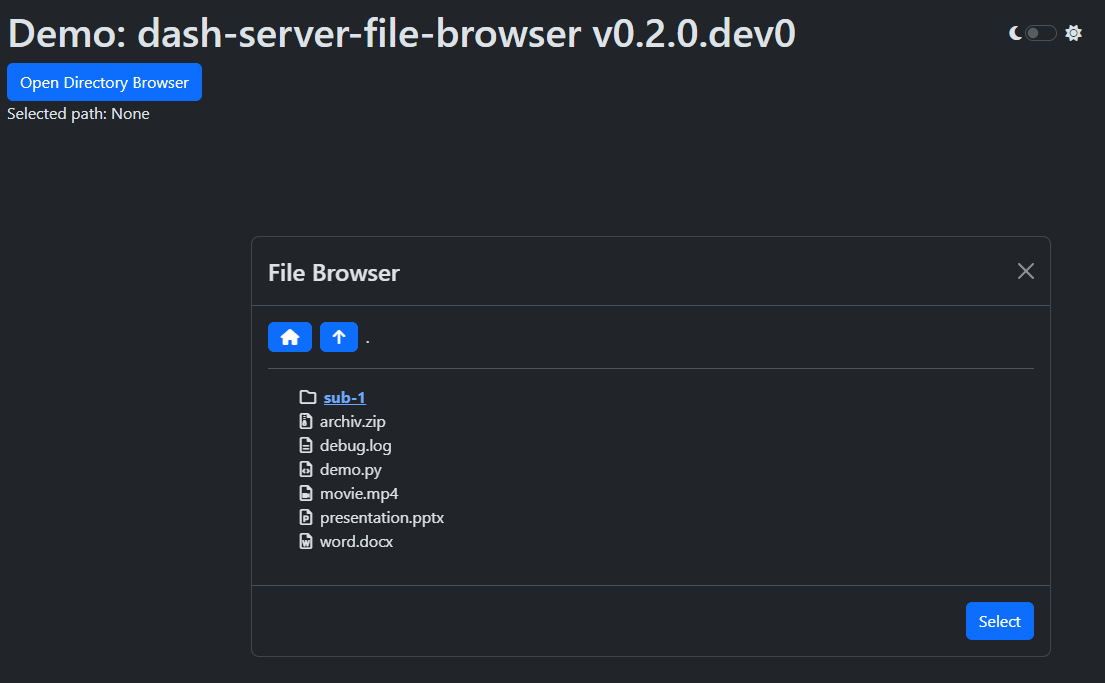 Demo: dash-server-file-browser v0.2.0.dev0
Open Directory Browser
Selected path: None
File Browser
.
sub-1
archiv.zip
debug.log
demo.py
movie.mp4
presentation.pptx
word.docx
Select